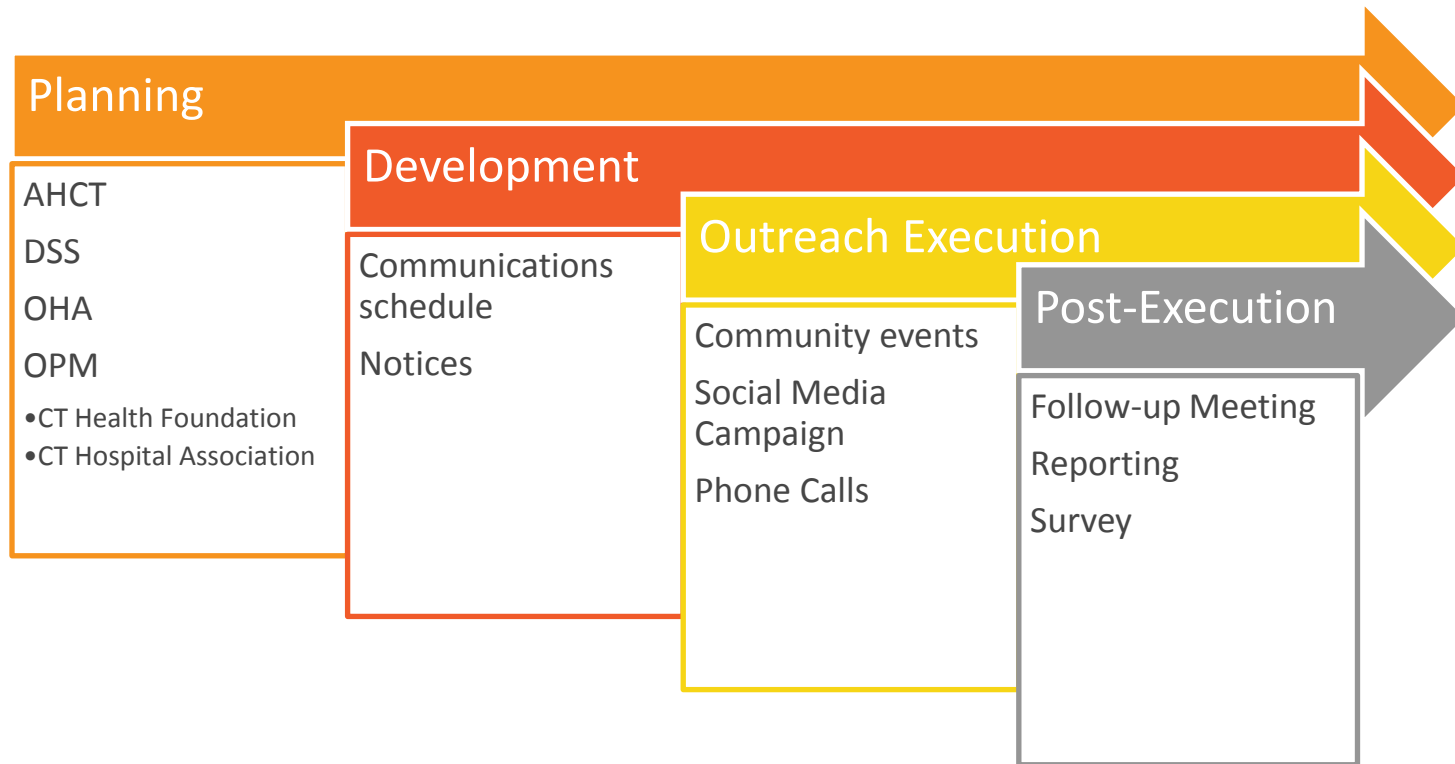 Planning
AHCT
DSS
OHA
OPM
•CT Health Foundation
•CT Hospital Association
Development
Communications
schedule
Notices
Outreach Execution
Community events
Social Media
Campaign
Phone Calls
Post-Execution
Follow-up Meeting
Reporting
Survey